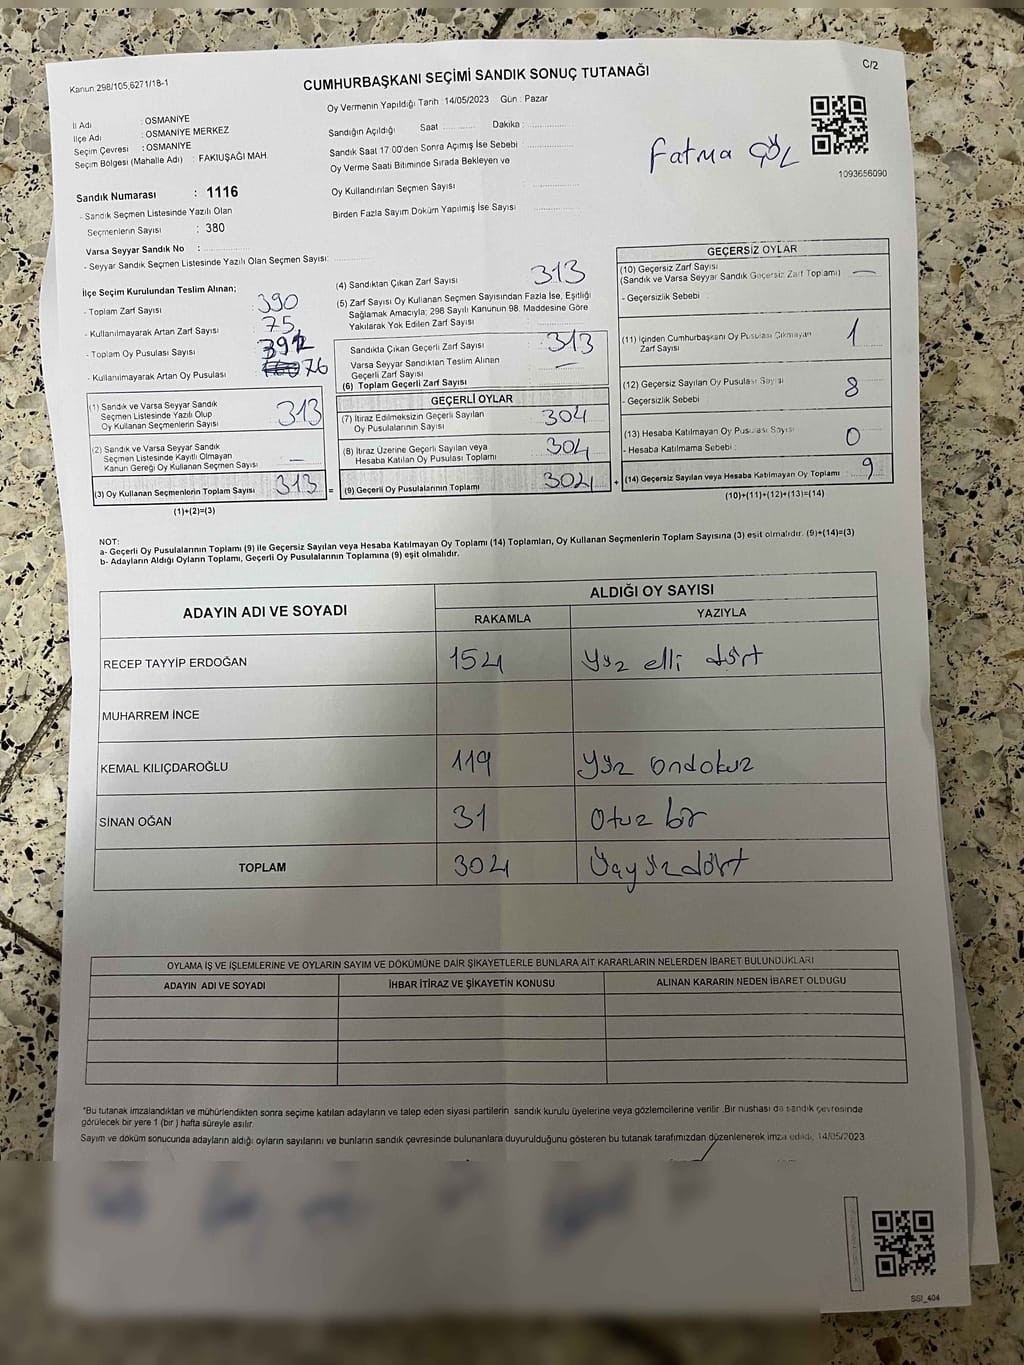 Kanun.298/105,6271/18-1
CUMHURBAŞKANI SEÇİMİ SANDIK SONUÇ TUTANAĞI
C/2
İl Adı : OSMANİYE
İlçe Adı : OSMANİYE MERKEZ
Seçim Çevresi : OSMANİYE
Seçim Bölgesi (Mahalle Adı) : FAKIUŞAĞI MAH.
Sandık Numarası : 1116
- Sandık Seçmen Listesinde Yazılı Olan
Seçmenlerin Sayısı : 380
Varsa Seyyar Sandık No :
- Seyyar Sandık Seçmen Listesinde Yazılı Olan Seçmen Sayısı:
Oy Vermenin Yapıldığı Tarih : 14/05/2023 Gün : Pazar
Sandığın Açıldığı Saat Dakika :
Sandık Saat 17:00'den Sonra Açımış İse Sebebi :
Oy Verme Saati Bitiminde Sırada Bekleyen ve
Oy Kullandırılan Seçmen Sayısı :
Birden Fazla Sayım Döküm Yapılmış İse Sayısı :
Fatma GÖL
1093656090
İlçe Seçim Kurulundan Teslim Alınan;
- Toplam Zarf Sayısı : 390
- Kullanılmayarak Artan Zarf Sayısı : 75
- Toplam Oy Pusulası Sayısı : 392
- Kullanılmayarak Artan Oy Pusulası : 76
(1) Sandık ve Varsa Seyyar Sandık
Seçmen Listesinde Yazılı Olup
Oy Kullanan Seçmenlerin Sayısı : 313
(2) Sandık ve Varsa Seyyar Sandık
Seçmen Listesinde Kayıtlı Olmayan
Kanun Gereği Oy Kullanan Seçmen Sayısı : —
(3) Oy Kullanan Seçmenlerin Toplam Sayısı : 313 =
(1)+(2)=(3)
(4) Sandıktan Çıkan Zarf Sayısı : 313
(5) Zarf Sayısı Oy Kullanan Seçmen Sayısından Fazla İse, Eşitliği
Sağlamak Amacıyla; 298 Sayılı Kanunun 98. Maddesine Göre
Yakılarak Yok Edilen Zarf Sayısı :
Sandıkta Çıkan Geçerli Zarf Sayısı : 313
Varsa Seyyar Sandıktan Teslim Alınan
Geçerli Zarf Sayısı : —
(6) Toplam Geçerli Zarf Sayısı
GEÇERLİ OYLAR
(7) İtiraz Edilmeksizin Geçerli Sayılan
Oy Pusulalarının Sayısı : 304
(8) İtiraz Üzerine Geçerli Sayılan veya
Hesaba Katılan Oy Pusulası Toplamı : 304
(9) Geçerli Oy Pusulalarının Toplamı : 304 +
GEÇERSİZ OYLAR
(10) Geçersiz Zarf Sayısı
(Sandık ve Varsa Seyyar Sandık Geçersiz Zarf Toplamı) : —
- Geçersizlik Sebebi :
(11) İçinden Cumhurbaşkanı Oy Pusulası Çıkmayan
Zarf Sayısı : 1
(12) Geçersiz Sayılan Oy Pusulası Sayısı : 8
- Geçersizlik Sebebi :
(13) Hesaba Katılmayan Oy Pusulası Sayısı : 0
- Hesaba Katılmama Sebebi :
(14) Geçersiz Sayılan veya Hesaba Katılmayan Oy Toplamı : 9
(10)+(11)+(12)+(13)=(14)
NOT:
a- Geçerli Oy Pusulalarının Toplamı (9) ile Geçersiz Sayılan veya Hesaba Katılmayan Oy Toplamı (14) Toplamları, Oy Kullanan Seçmenlerin Toplam Sayısına (3) eşit olmalıdır. (9)+(14)=(3)
b- Adayların Aldığı Oyların Toplamı, Geçerli Oy Pusulalarının Toplamına (9) eşit olmalıdır.
ADAYIN ADI VE SOYADI
ALDIĞI OY SAYISI
RAKAMLA YAZIYLA
RECEP TAYYİP ERDOĞAN 154 Yüz elli dört
MUHARREM İNCE
KEMAL KILIÇDAROĞLU 119 Yüz ondokuz
SİNAN OĞAN 31 Otuz bir
TOPLAM 304 Üçyüzdört
OYLAMA İŞ VE İŞLEMLERİNE VE OYLARIN SAYIM VE DÖKÜMÜNE DAİR ŞİKAYETLERLE BUNLARA AİT KARARLARIN NELERDEN İBARET BULUNDUKLARI
ADAYIN ADI VE SOYADI İHBAR İTİRAZ VE ŞİKAYETİN KONUSU ALINAN KARARIN NEDEN İBARET OLDUĞU
*Bu tutanak imzalandıktan ve mühürlendikten sonra seçime katılan adayların ve talep eden siyasi partilerin sandık kurulu üyelerine veya gözlemcilerine verilir .Bir nushası da sandık çevresinde
görülecek bir yere 1 (bir ) hafta süreyle asılır.
Sayım ve döküm sonucunda adayların aldığı oyların sayılarını ve bunların sandık çevresinde bulunanlara duyurulduğunu gösteren bu tutanak tarafımızdan düzenlenerek imza edildi, 14/05/2023
SSI_404